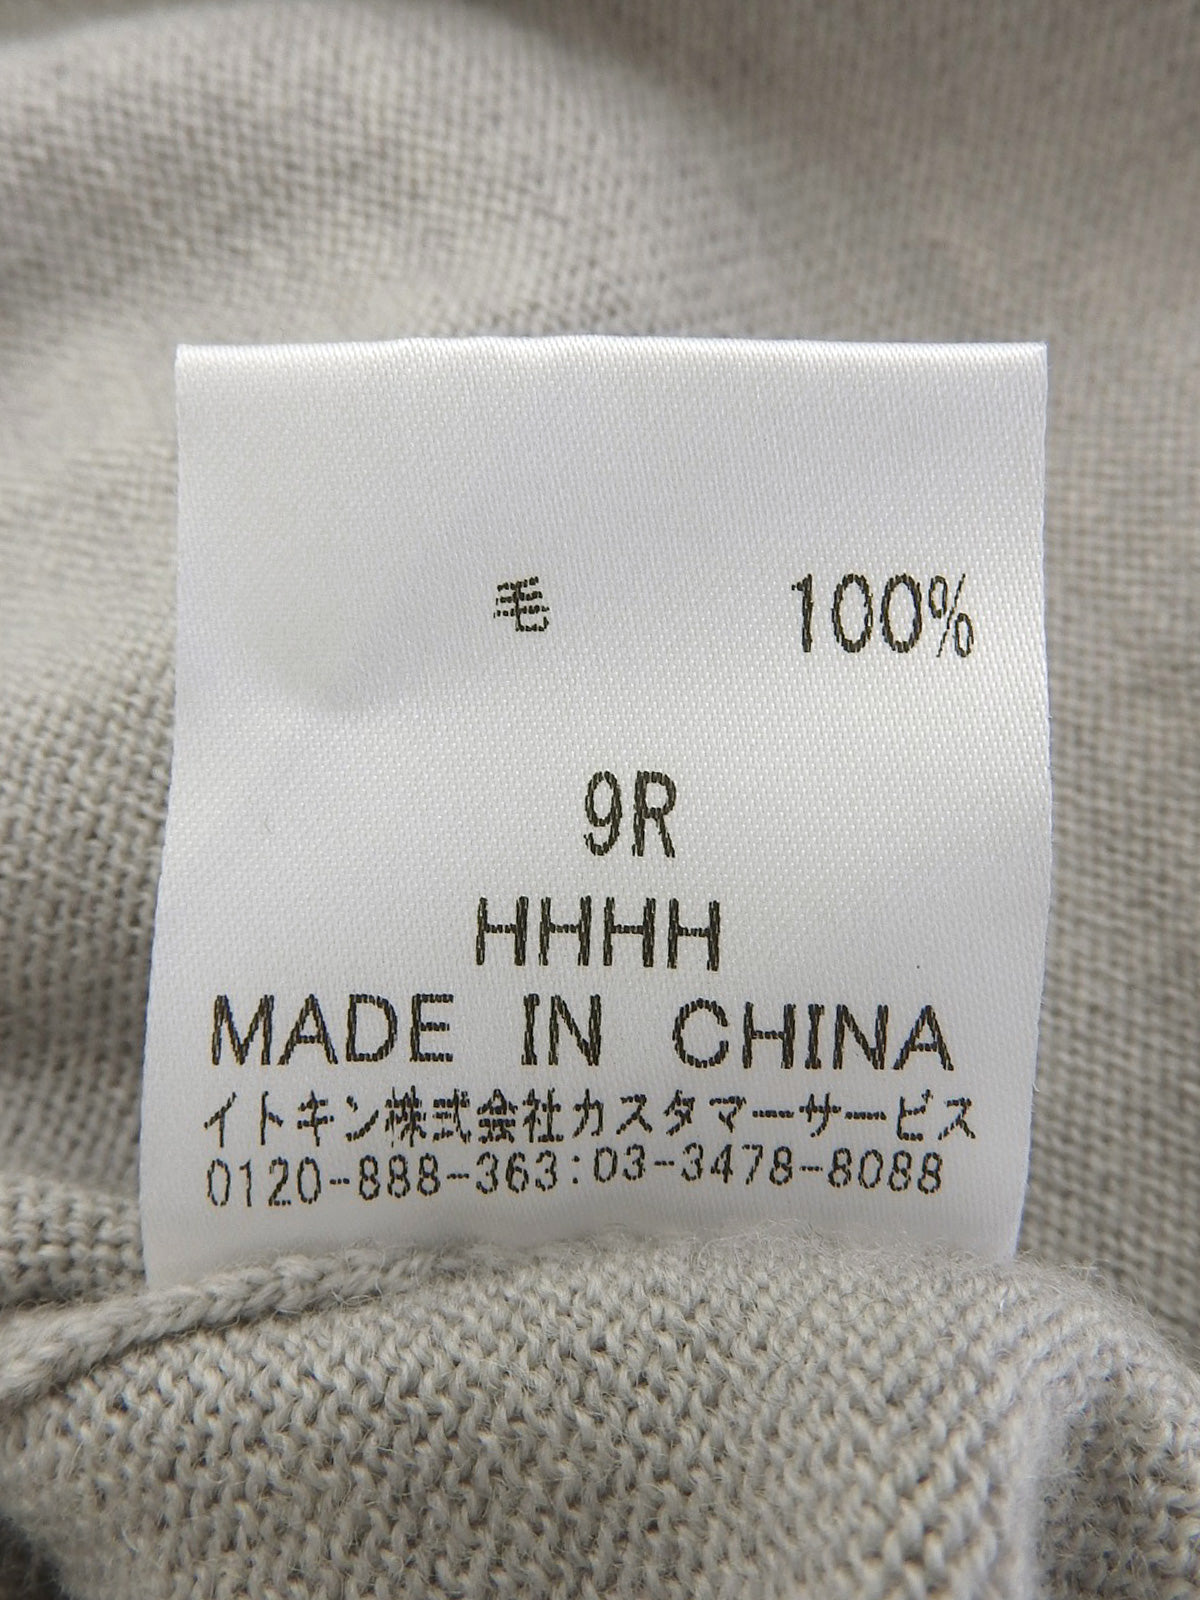 毛 100%
9R
HHHH
MADE IN CHINA
イトキン株式会社カスタマーサービス
0120-888-363:03-3478-8088